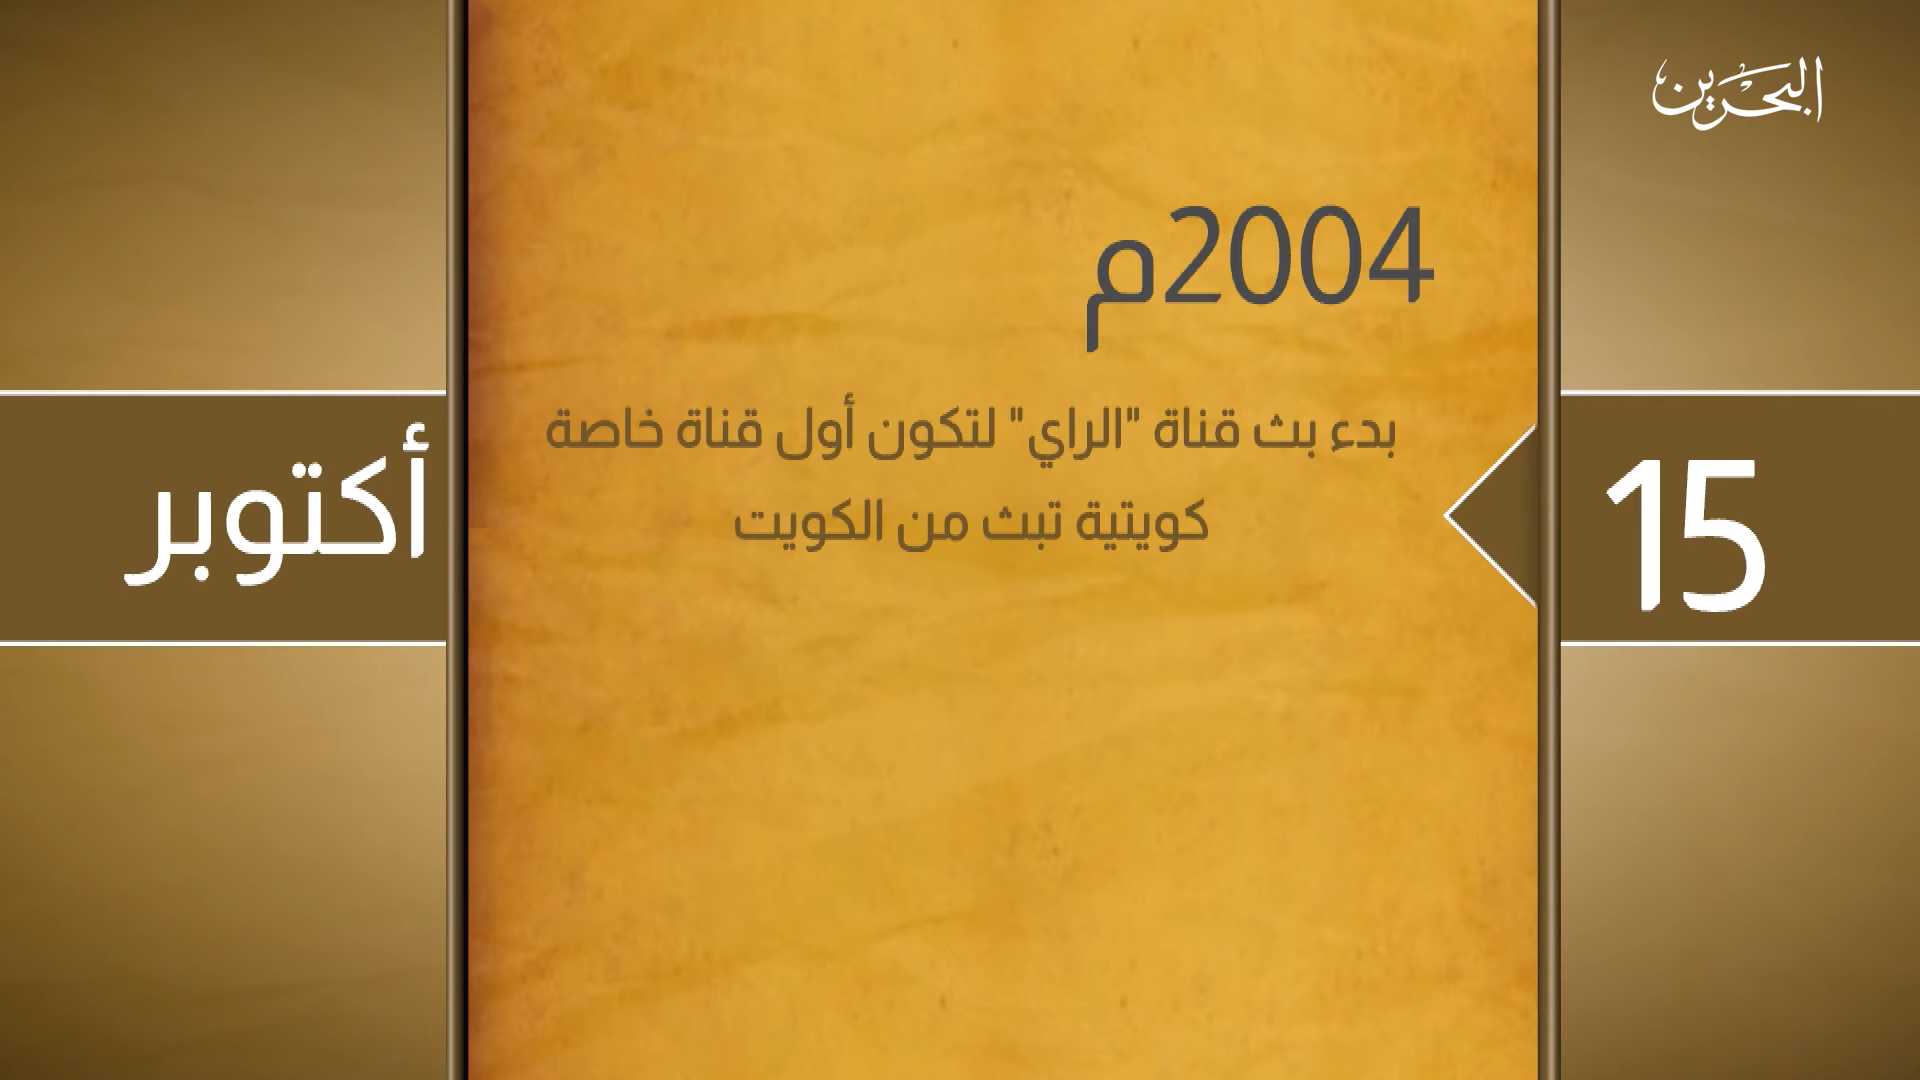 البحرين
2004م
بدء بث قناة "الراي" لتكون أول قناة خاصة
كويتية تبث من الكويت
15
أكتوبر